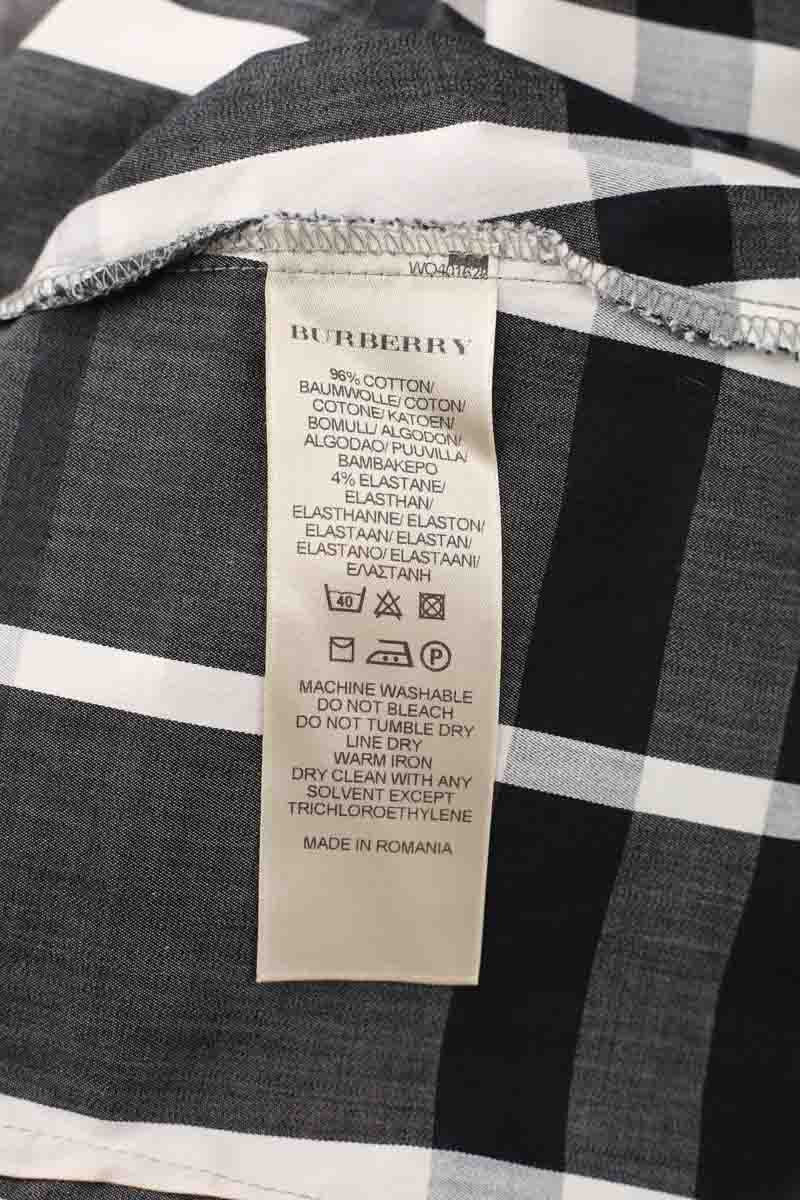 WQ401628
BURBERRY
96% COTTON/
BAUMWOLLE/ COTON/
COTONE/ KATOEN/
BOMULL/ ALGODON/
ALGODAO/ PUUVILLA/
ΒΑΜΒΑΚΕΡΟ
4% ELASTANE/
ELASTHAN/
ELASTHANNE/ ELASTON/
ELASTAAN/ ELASTAN/
ELASTANO/ ELASTAANI/
ΕΛΑΣΤΑΝΗ
40
P
MACHINE WASHABLE
DO NOT BLEACH
DO NOT TUMBLE DRY
LINE DRY
WARM IRON
DRY CLEAN WITH ANY
SOLVENT EXCEPT
TRICHLOROETHYLENE
MADE IN ROMANIA